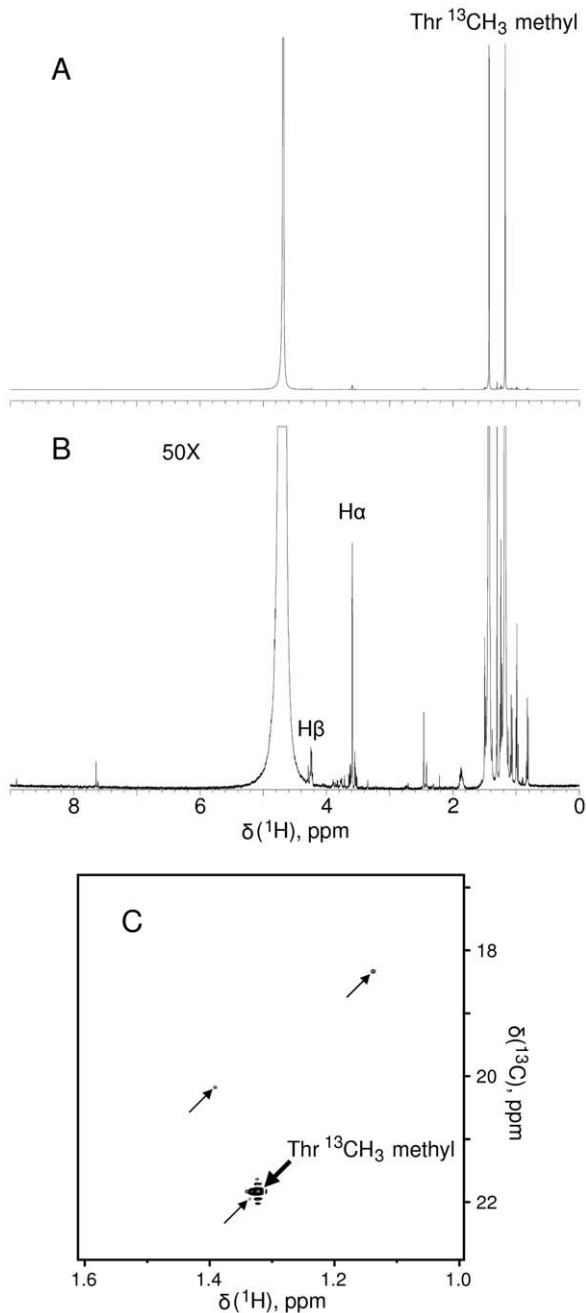 Thr ¹³CH₃ methyl
A
B
50X
Hα
Hβ
8 6 4 2 0
δ(¹H), ppm
C
18
20
δ(¹³C), ppm
Thr ¹³CH₃ methyl
22
1.6 1.4 1.2 1.0
δ(¹H), ppm